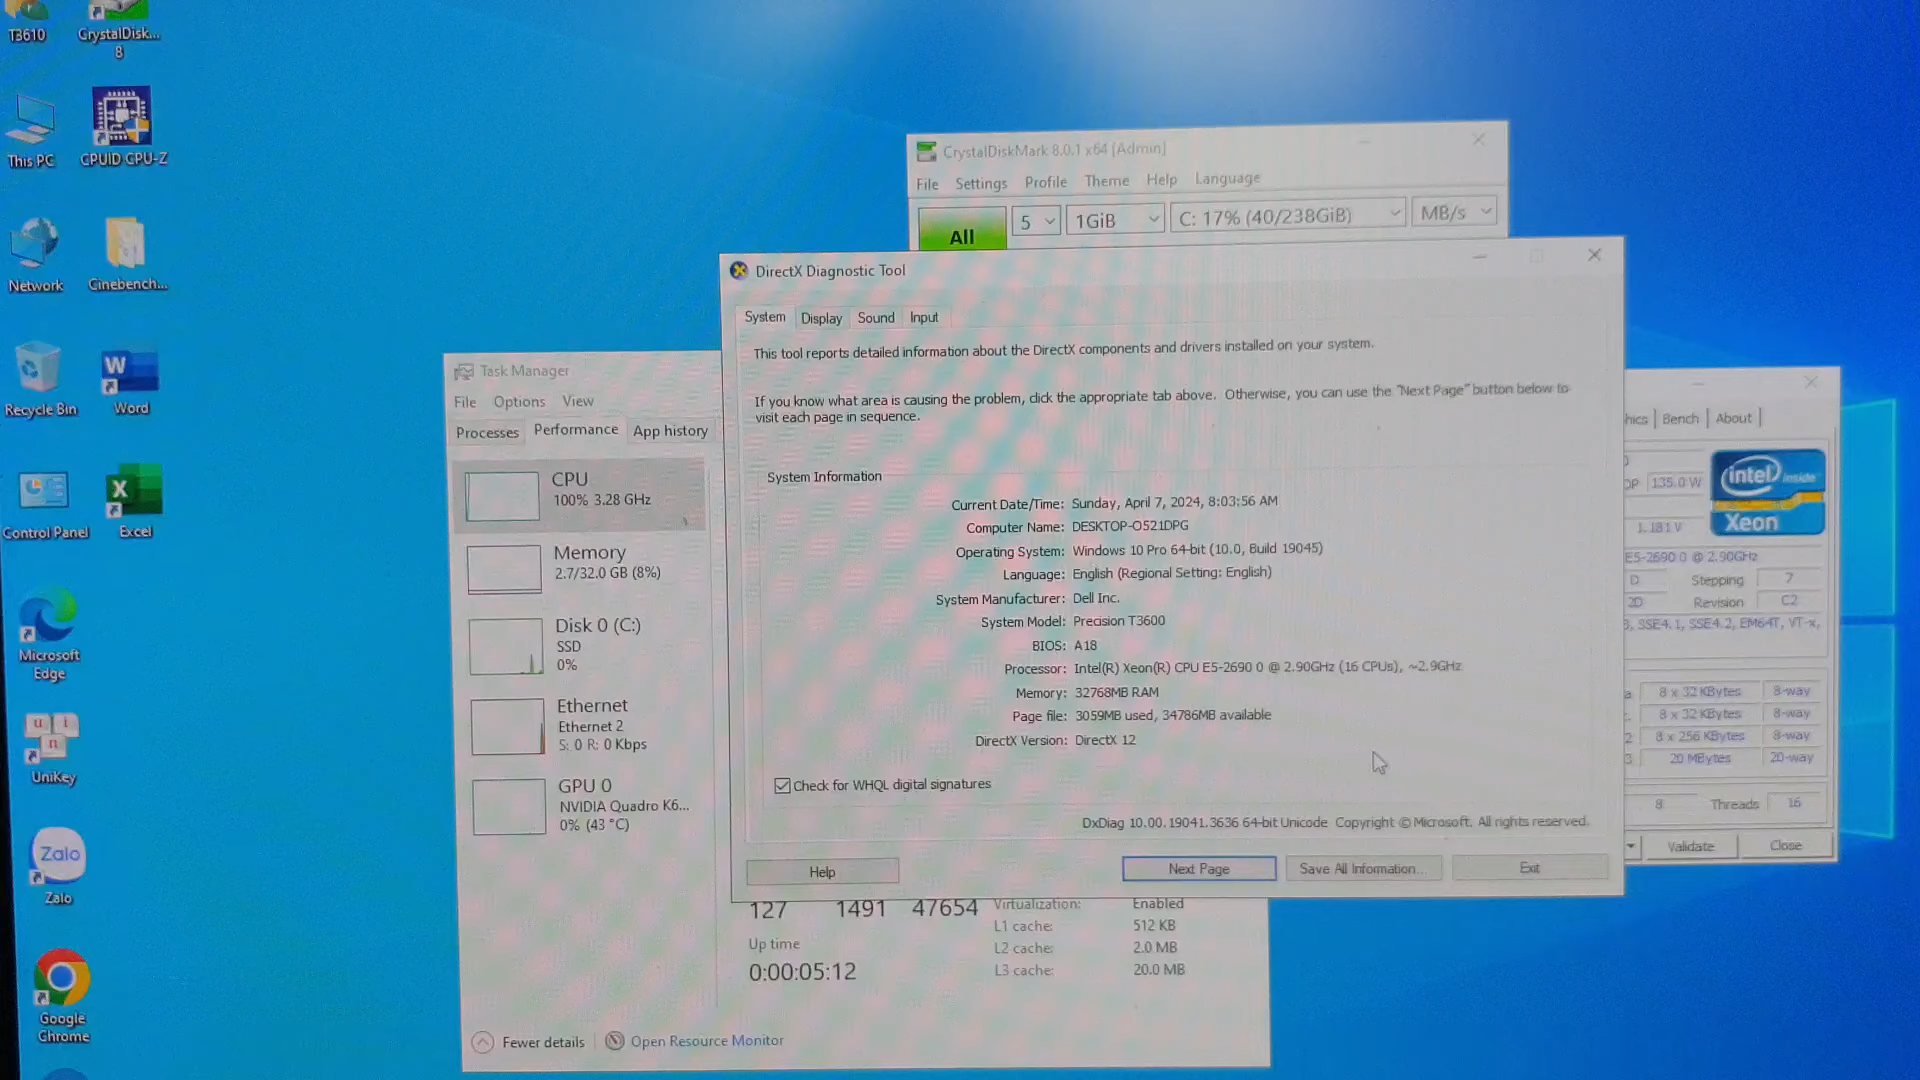 T3610
CrystalDisk...
8
This PC
CPUID CPU-Z
Network
Cinebench...
Recycle Bin
Word
Control Panel
Excel
Microsoft
Edge
UniKey
Zalo
Zalo
Google
Chrome
CrystalDiskMark 8.0.1 x64 [Admin]
File Settings Profile Theme Help Language
All 5 1GiB C: 17% (40/238GiB) MB/s
Task Manager
File Options View
Processes Performance App history
CPU
100% 3.28 GHz
Memory
2.7/32.0 GB (8%)
Disk 0 (C:)
SSD
0%
Ethernet
Ethernet 2
S: 0 R: 0 Kbps
GPU 0
NVIDIA Quadro K6...
0% (43 °C)
127 1491 47654
Up time
0:00:05:12
Virtualization: Enabled
L1 cache: 512 KB
L2 cache: 2.0 MB
L3 cache: 20.0 MB
Fewer details Open Resource Monitor
DirectX Diagnostic Tool
System Display Sound Input
This tool reports detailed information about the DirectX components and drivers installed on your system.
If you know what area is causing the problem, click the appropriate tab above. Otherwise, you can use the "Next Page" button below to
visit each page in sequence.
System Information
Current Date/Time: Sunday, April 7, 2024, 8:03:56 AM
Computer Name: DESKTOP-O521DPG
Operating System: Windows 10 Pro 64-bit (10.0, Build 19045)
Language: English (Regional Setting: English)
System Manufacturer: Dell Inc.
System Model: Precision T3600
BIOS: A18
Processor: Intel(R) Xeon(R) CPU E5-2690 0 @ 2.90GHz (16 CPUs), ~2.9GHz
Memory: 32768MB RAM
Page file: 3059MB used, 34786MB available
DirectX Version: DirectX 12
Check for WHQL digital signatures
DxDiag 10.00.19041.3636 64-bit Unicode Copyright © Microsoft. All rights reserved.
Help Next Page Save All Information... Exit
hics Bench About
135.0 W
intel inside
Xeon
E5-2690 0 @ 2.90GHz
Stepping 7
2D Revision C2
SSE4.1, SSE4.2, EM64T, VT-x,
8 x 32 KBytes 8-way
8 x 32 KBytes 8-way
2 8 x 256 KBytes 8-way
3 20 MBytes 20-way
8 Threads 16
Validate Close